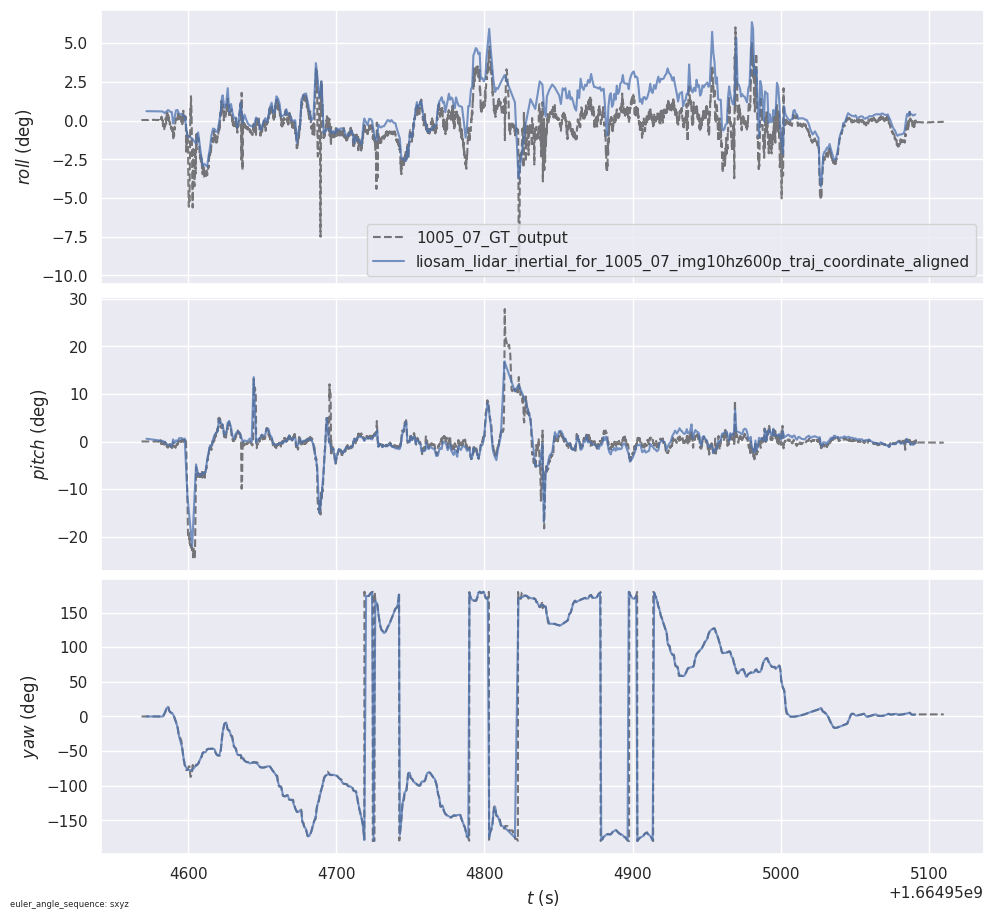 5.0
2.5
0.0
−2.5
−5.0
−7.5
−10.0
roll (deg)
1005_07_GT_output
liosam_lidar_inertial_for_1005_07_img10hz600p_traj_coordinate_aligned
30
20
10
0
−10
−20
pitch (deg)
150
100
50
0
−50
−100
−150
yaw (deg)
4600 4700 4800 4900 5000 5100
t (s)
+1.66495e9
euler_angle_sequence: sxyz